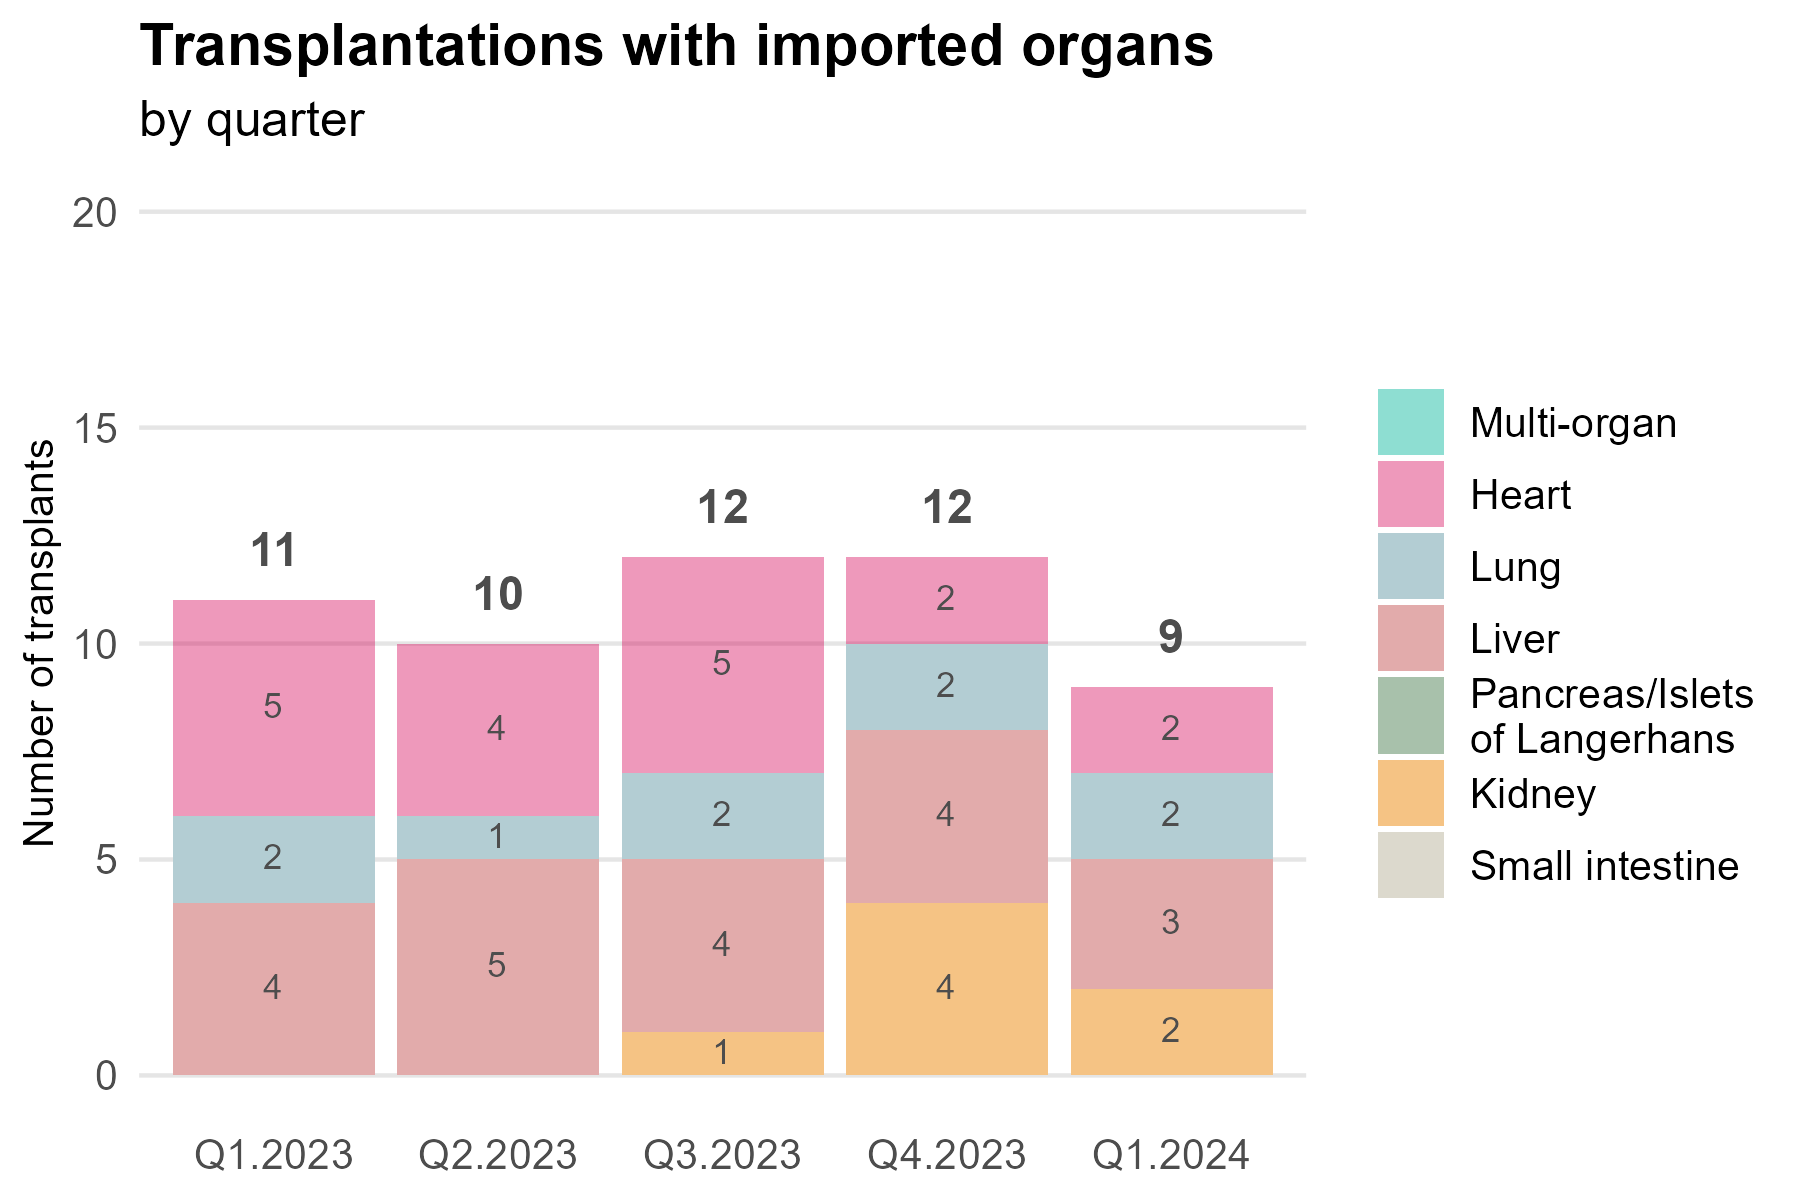 Transplantations with imported organs
by quarter
Number of transplants
20
15
10
5
0
11
5
2
4
10
4
1
5
12
5
2
4
1
12
2
2
4
4
9
2
2
3
2
Q1.2023
Q2.2023
Q3.2023
Q4.2023
Q1.2024
Multi-organ
Heart
Lung
Liver
Pancreas/Islets
of Langerhans
Kidney
Small intestine